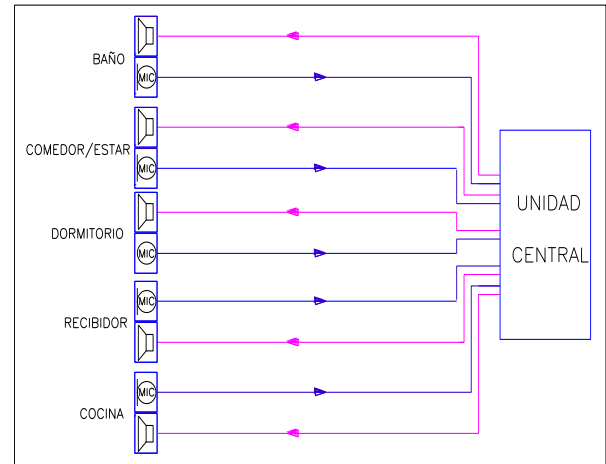 BAÑO
MIC
COMEDOR/ESTAR
MIC
DORMITORIO
MIC
RECIBIDOR
MIC
COCINA
MIC
UNIDAD
CENTRAL